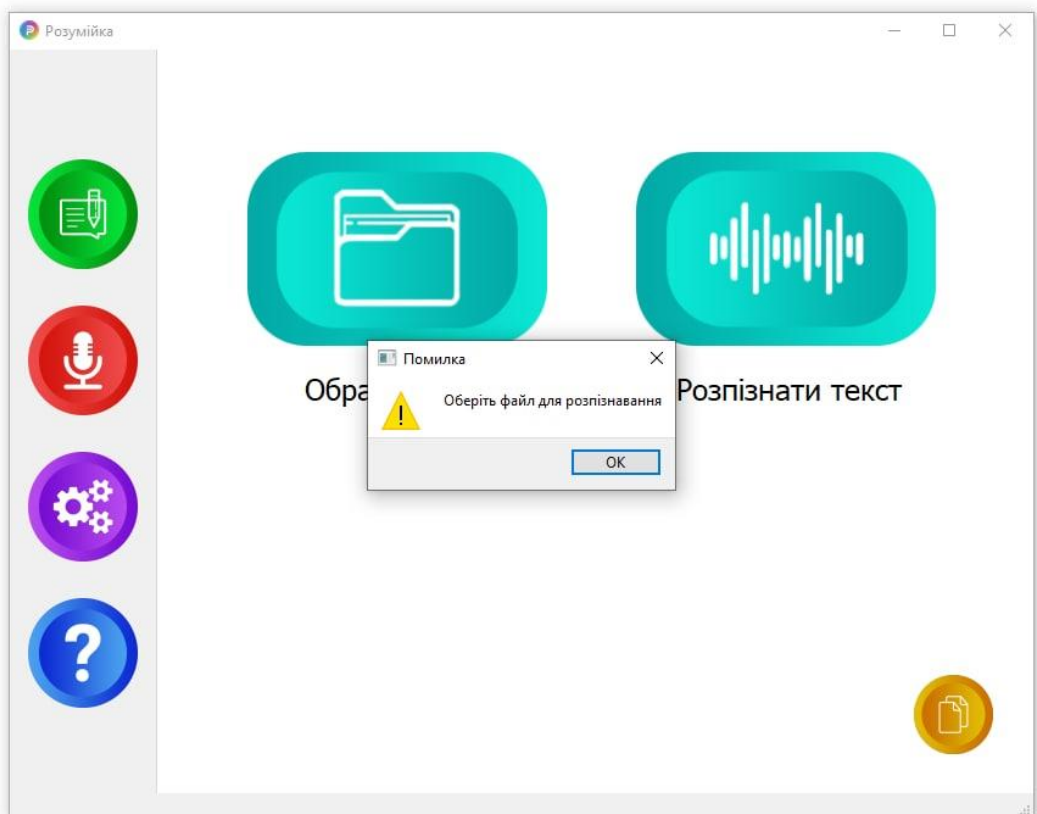 Розумійка
Помилка
Оберіть файл для розпізнавання
Розпізнати текст
OK